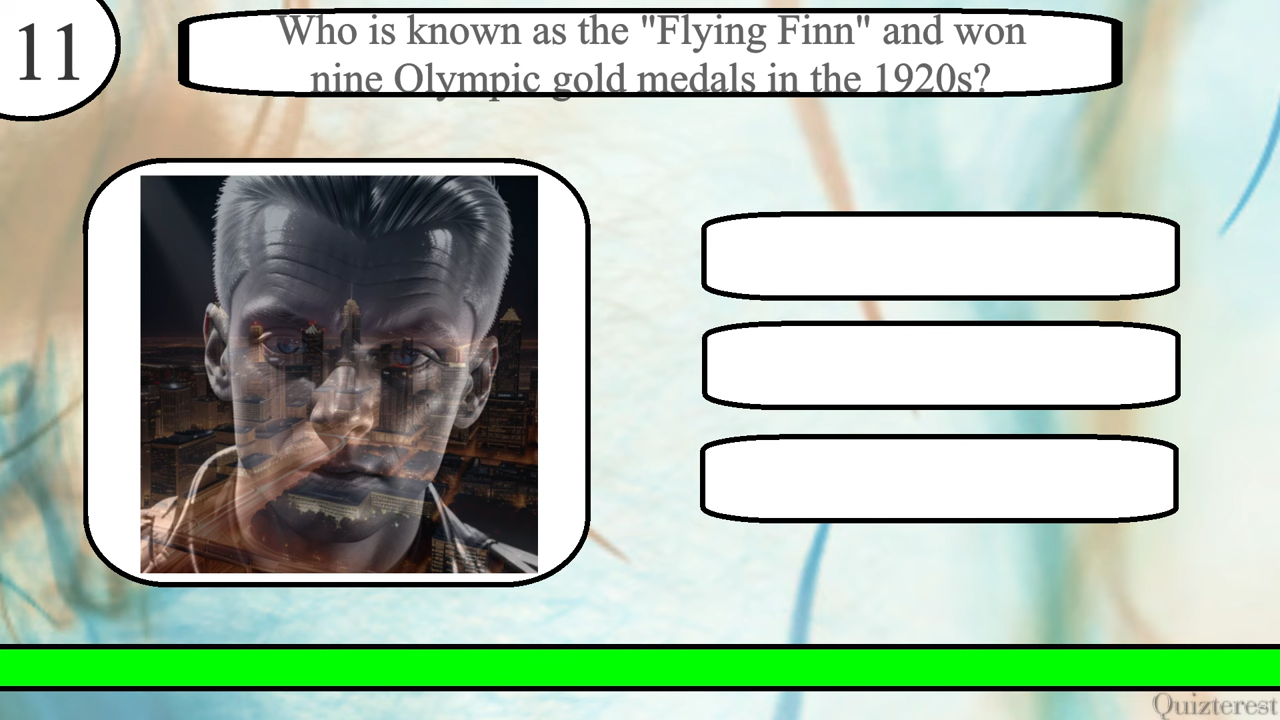 11
Who is known as the "Flying Finn" and won
nine Olympic gold medals in the 1920s?
Quizterest